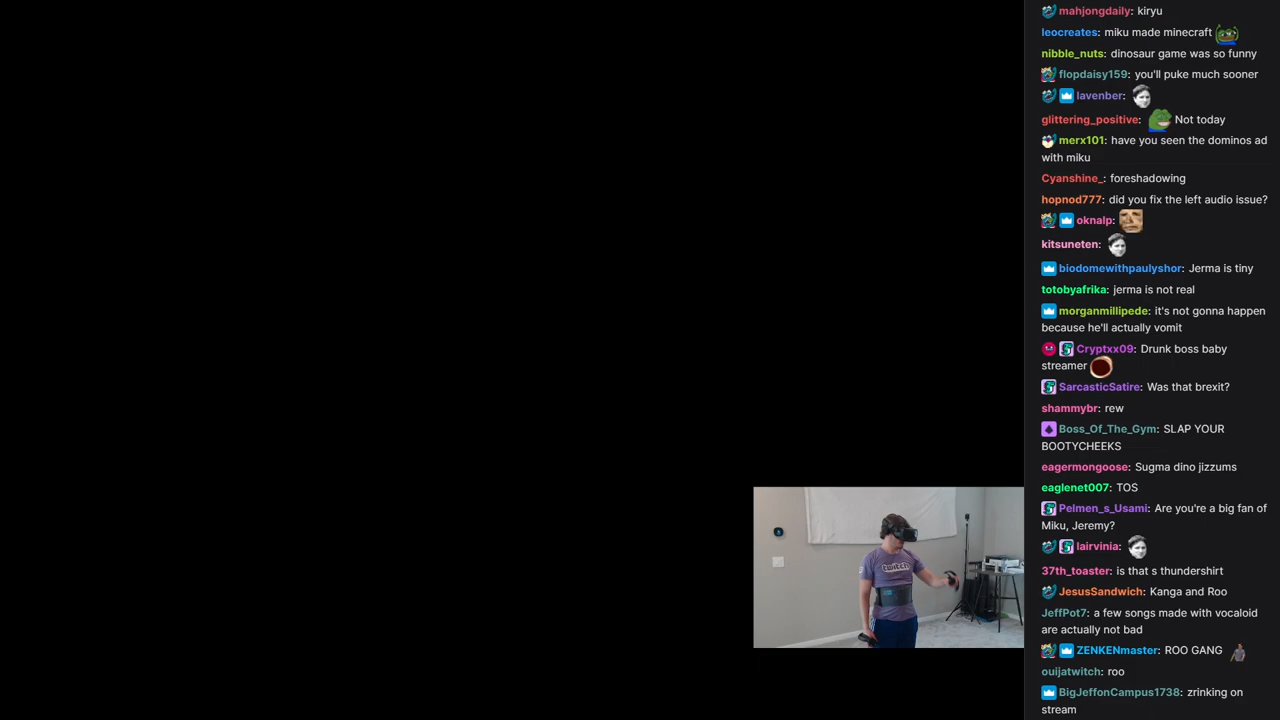 mahjongdaily: kiryu
leocreates: miku made minecraft
nibble_nuts: dinosaur game was so funny
flopdaisy159: you'll puke much sooner
lavenber:
glittering_positive: Not today
merx101: have you seen the dominos ad
with miku
Cyanshine_: foreshadowing
hopnod777: did you fix the left audio issue?
oknalp:
kitsuneten:
biodomewithpaulyshor: Jerma is tiny
totobyafrika: jerma is not real
morganmillipede: it's not gonna happen
because he'll actually vomit
Cryptxx09: Drunk boss baby
streamer
SarcasticSatire: Was that brexit?
shammybr: rew
Boss_Of_The_Gym: SLAP YOUR
BOOTYCHEEKS
eagermongoose: Sugma dino jizzums
eaglenet007: TOS
Pelmen_s_Usami: Are you're a big fan of
Miku, Jeremy?
lairvinia:
37th_toaster: is that s thundershirt
JesusSandwich: Kanga and Roo
JeffPot7: a few songs made with vocaloid
are actually not bad
ZENKENmaster: ROO GANG
ouijatwitch: roo
BigJeffonCampus1738: zrinking on
stream
twitch